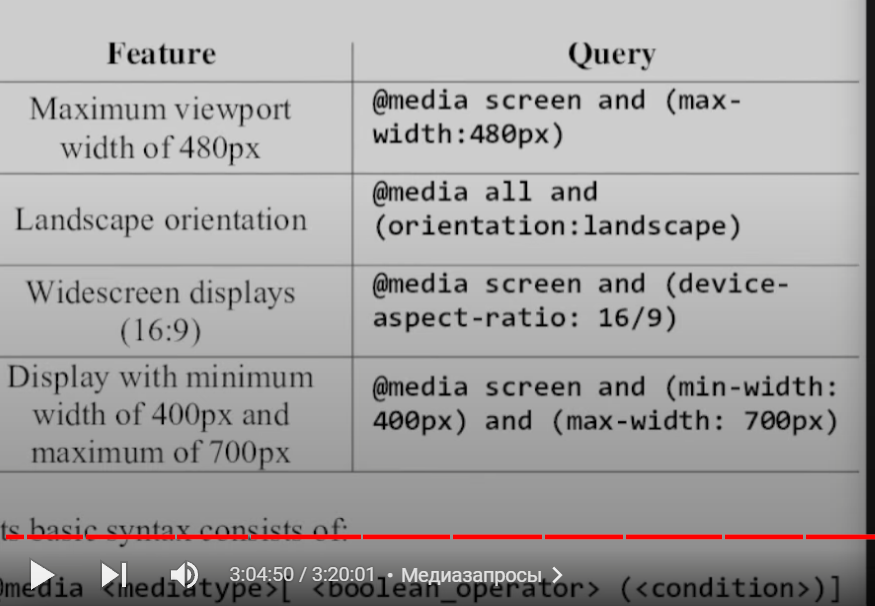 Feature
Query
Maximum viewport
width of 480px
@media screen and (max-
width:480px)
Landscape orientation
@media all and
(orientation:landscape)
Widescreen displays
(16:9)
@media screen and (device-
aspect-ratio: 16/9)
Display with minimum
width of 400px and
maximum of 700px
@media screen and (min-width:
400px) and (max-width: 700px)
ts basic syntax consists of:
3:04:50 / 3:20:01 • Медиазапросы >
@media <mediatype>[ <boolean_operator> (<condition>)]